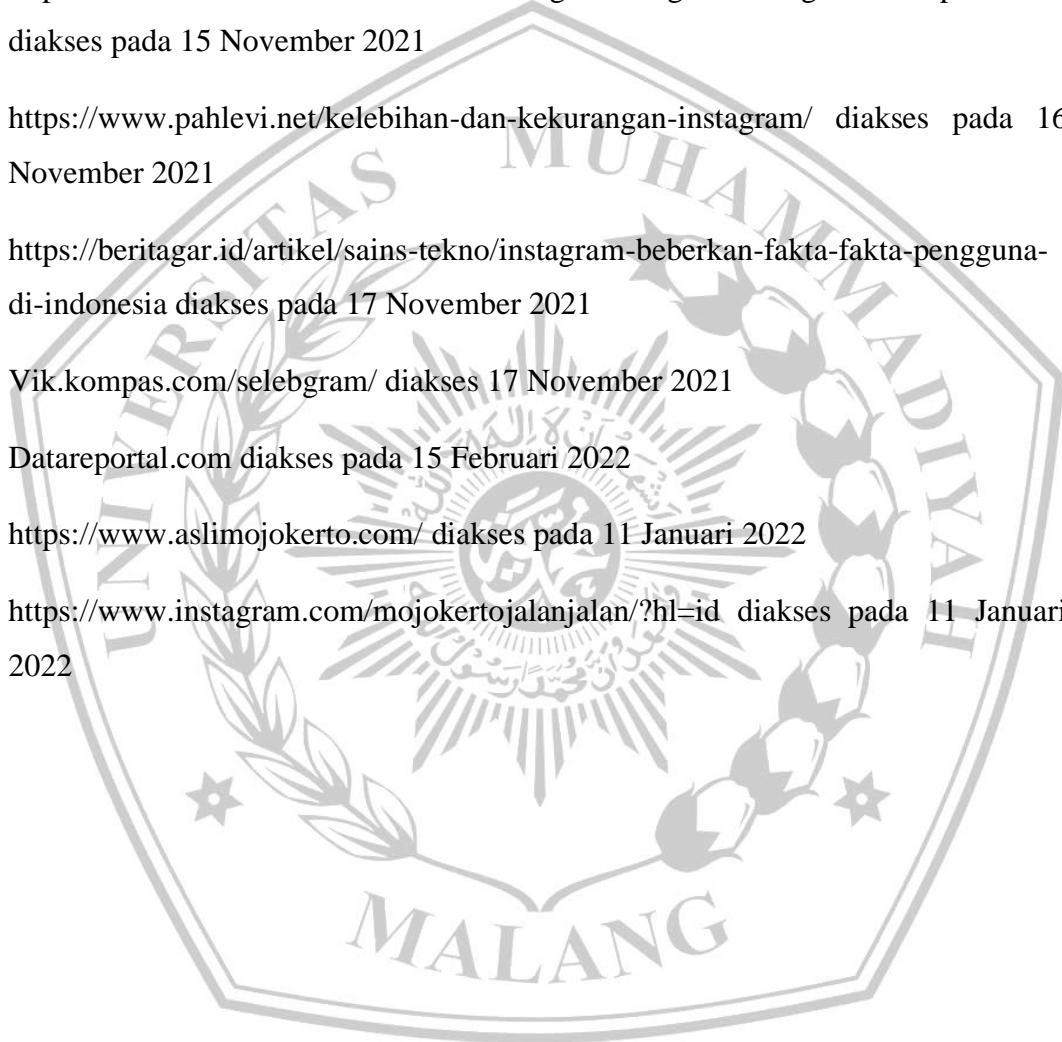 diakses pada 15 November 2021
https://www.pahlevi.net/kelebihan-dan-kekurangan-instagram/ diakses pada 16
November 2021
https://beritagar.id/artikel/sains-tekno/instagram-beberkan-fakta-fakta-pengguna-
di-indonesia diakses pada 17 November 2021
Vik.kompas.com/selebgram/ diakses 17 November 2021
Datareportal.com diakses pada 15 Februari 2022
https://www.aslimojokerto.com/ diakses pada 11 Januari 2022
https://www.instagram.com/mojokertojalanjalan/?hl=id diakses pada 11 Januari
2022
UNIVERSITAS MUHAMMADIYAH
MALANG